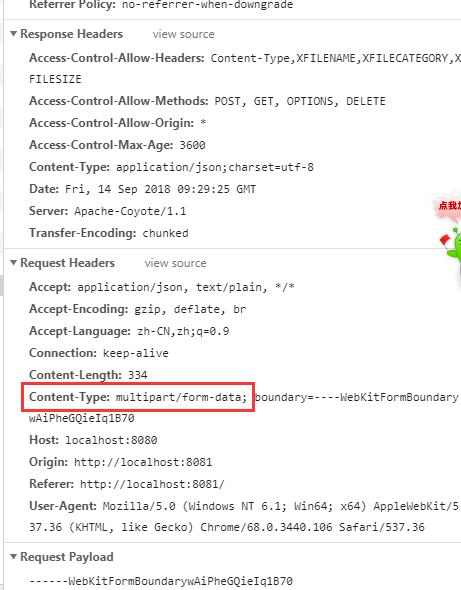 Referrer Policy: no-referrer-when-downgrade
Response Headers view source
Access-Control-Allow-Headers: Content-Type,XFILENAME,XFILECATEGORY,X
FILESIZE
Access-Control-Allow-Methods: POST, GET, OPTIONS, DELETE
Access-Control-Allow-Origin: *
Access-Control-Max-Age: 3600
Content-Type: application/json;charset=utf-8
Date: Fri, 14 Sep 2018 09:29:25 GMT
Server: Apache-Coyote/1.1
Transfer-Encoding: chunked
点我加
Request Headers view source
Accept: application/json, text/plain, */*
Accept-Encoding: gzip, deflate, br
Accept-Language: zh-CN,zh;q=0.9
Connection: keep-alive
Content-Length: 334
Content-Type: multipart/form-data; boundary=----WebKitFormBoundary
wAiPheGQieIq1B70
Host: localhost:8080
Origin: http://localhost:8081
Referer: http://localhost:8081/
User-Agent: Mozilla/5.0 (Windows NT 6.1; Win64; x64) AppleWebKit/5
37.36 (KHTML, like Gecko) Chrome/68.0.3440.106 Safari/537.36
Request Payload
------WebKitFormBoundarywAiPheGQieIq1B70